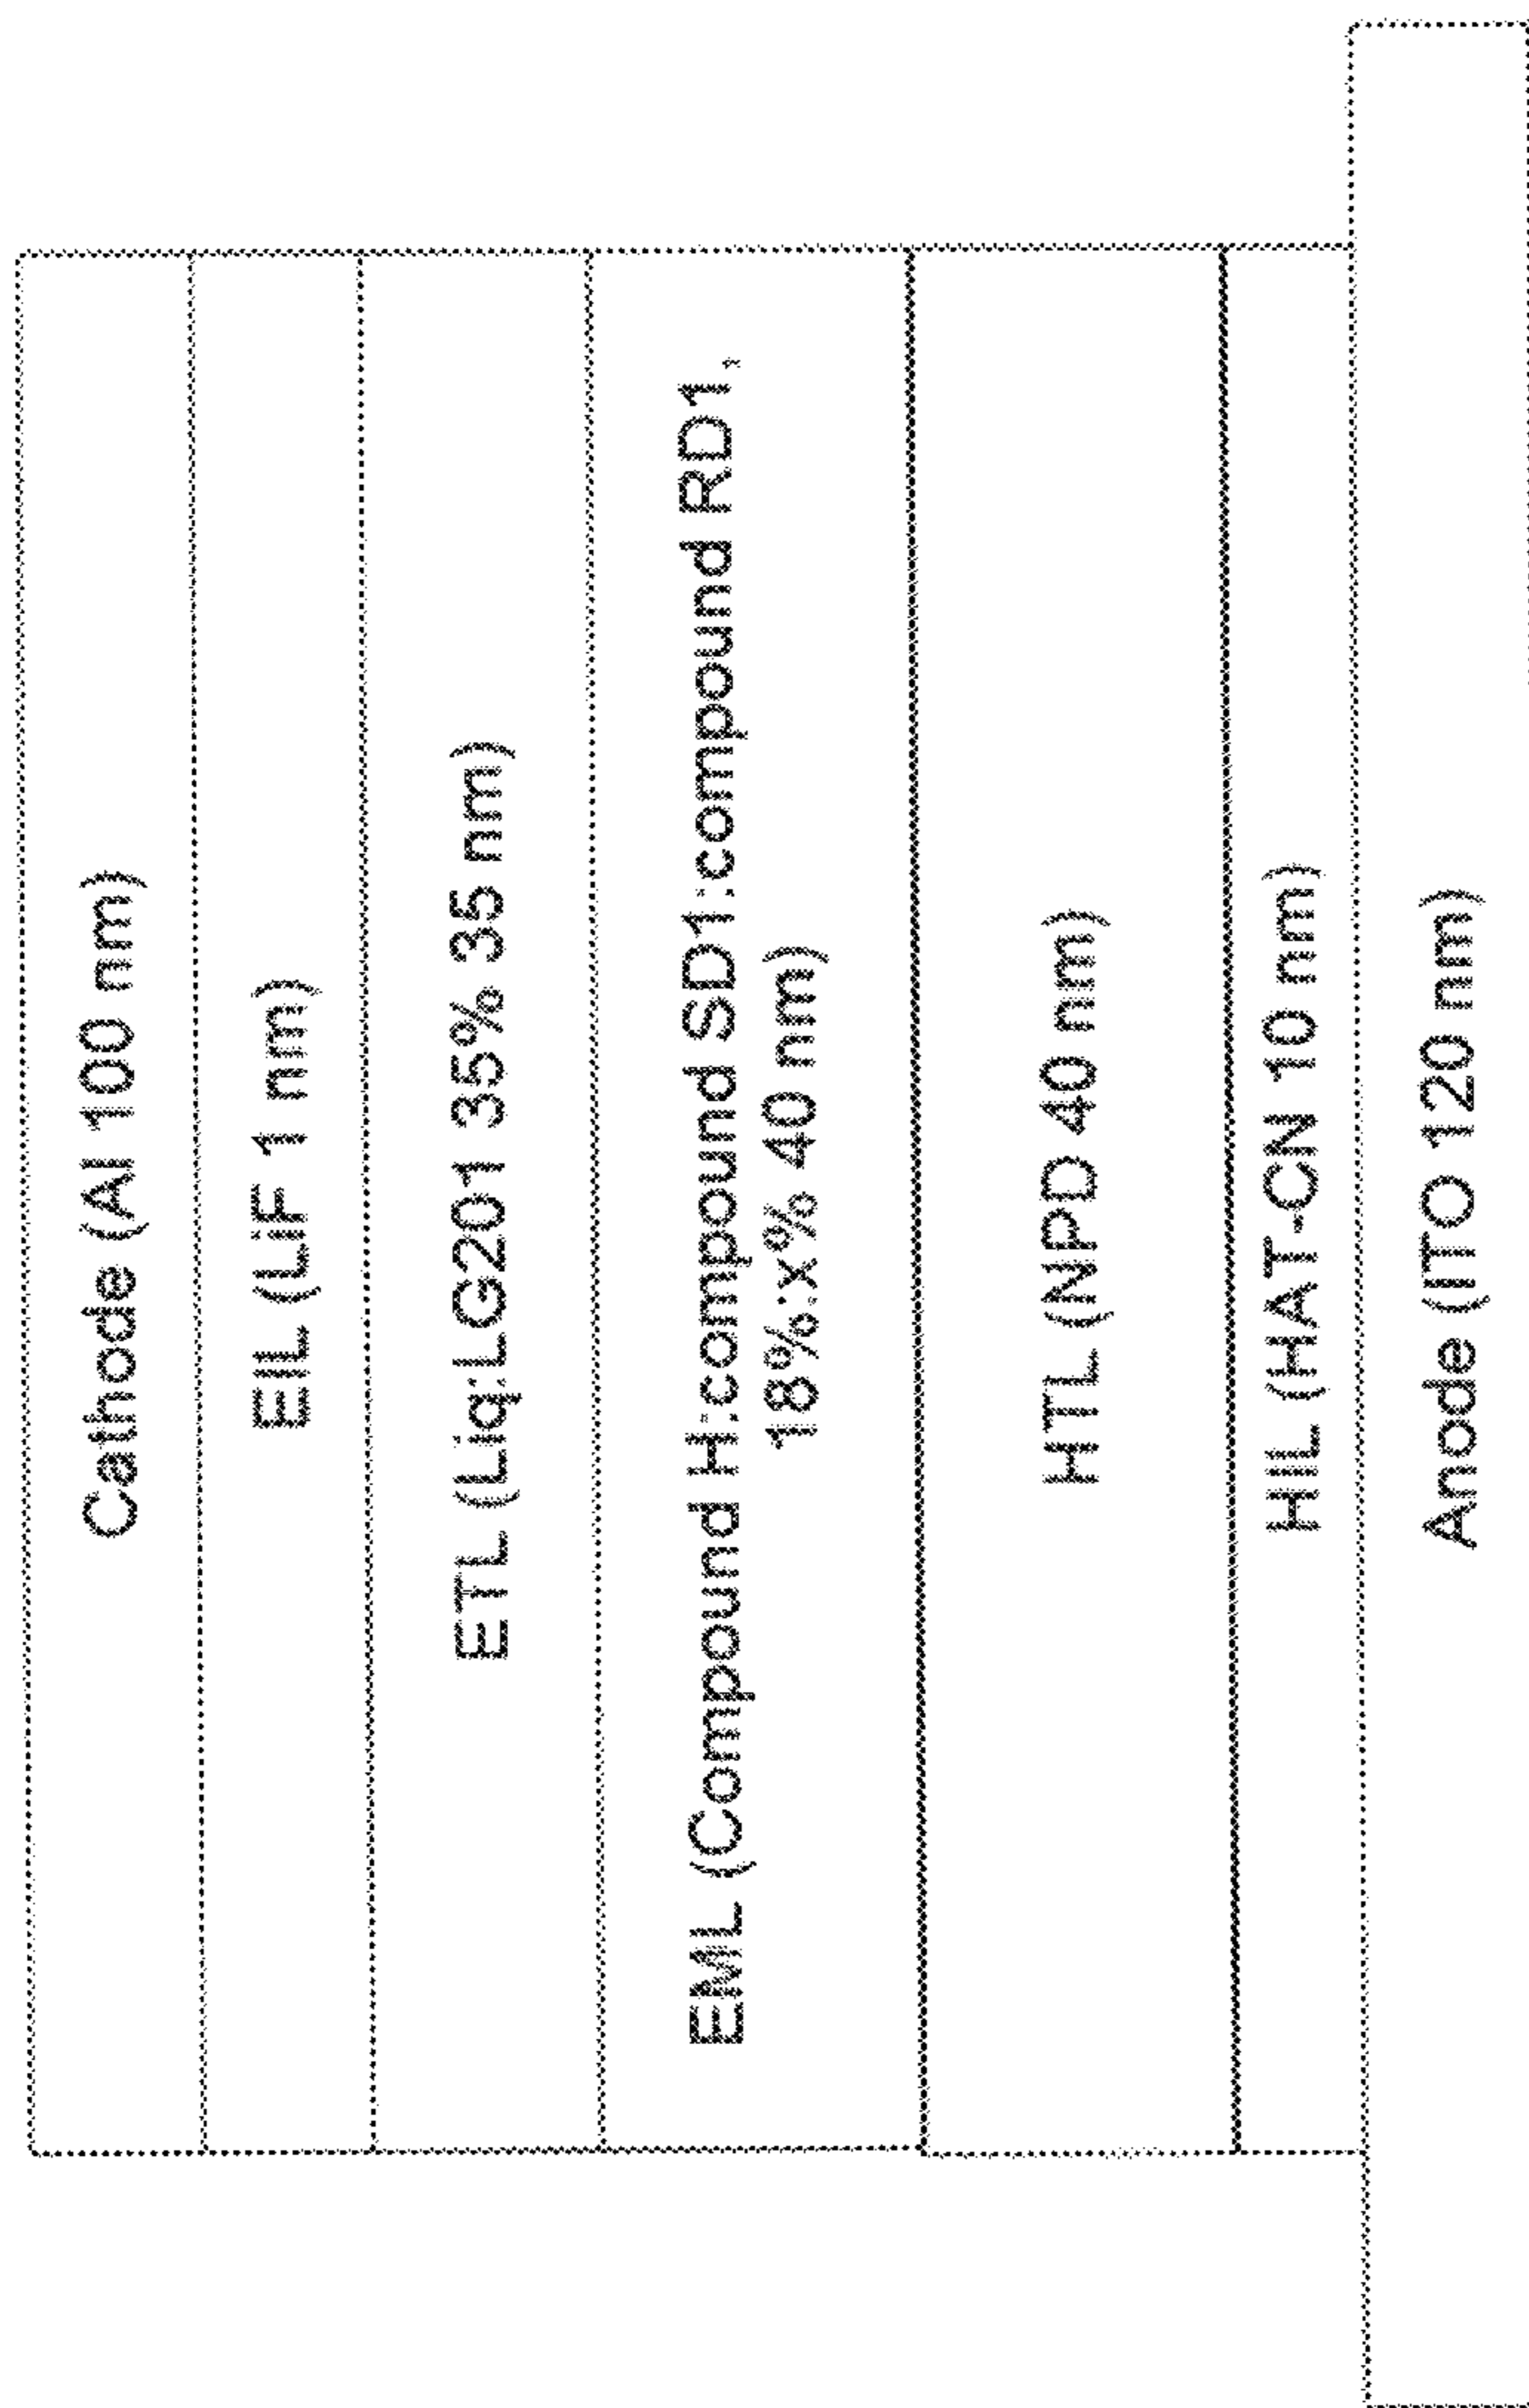 Cathode (Al 100 nm)
EIL (LiF 1 nm)
ETL (Liq:LG201 35% 35 nm)
EML (Compound H:compound SD1:compound RD1,
18%:x% 40 nm)
HTL (NPD 40 nm)
HIL (HAT-CN 10 nm)
Anode (ITO 120 nm)